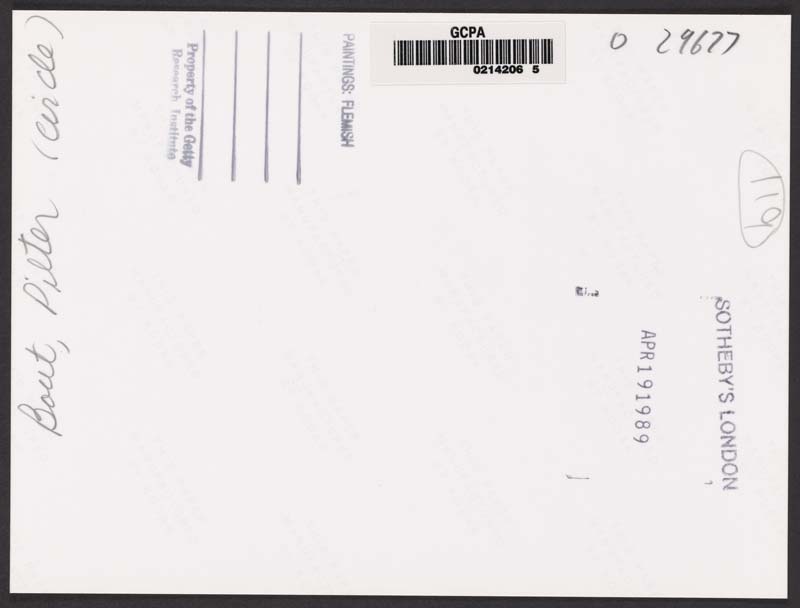 GCPA
0214206 5
0 29677
119
PAINTINGS: FLEMISH
Property of the Getty
Research Institute
Bout, Pieter (circle)
SOTHEBY'S LONDON
APR 19 1989